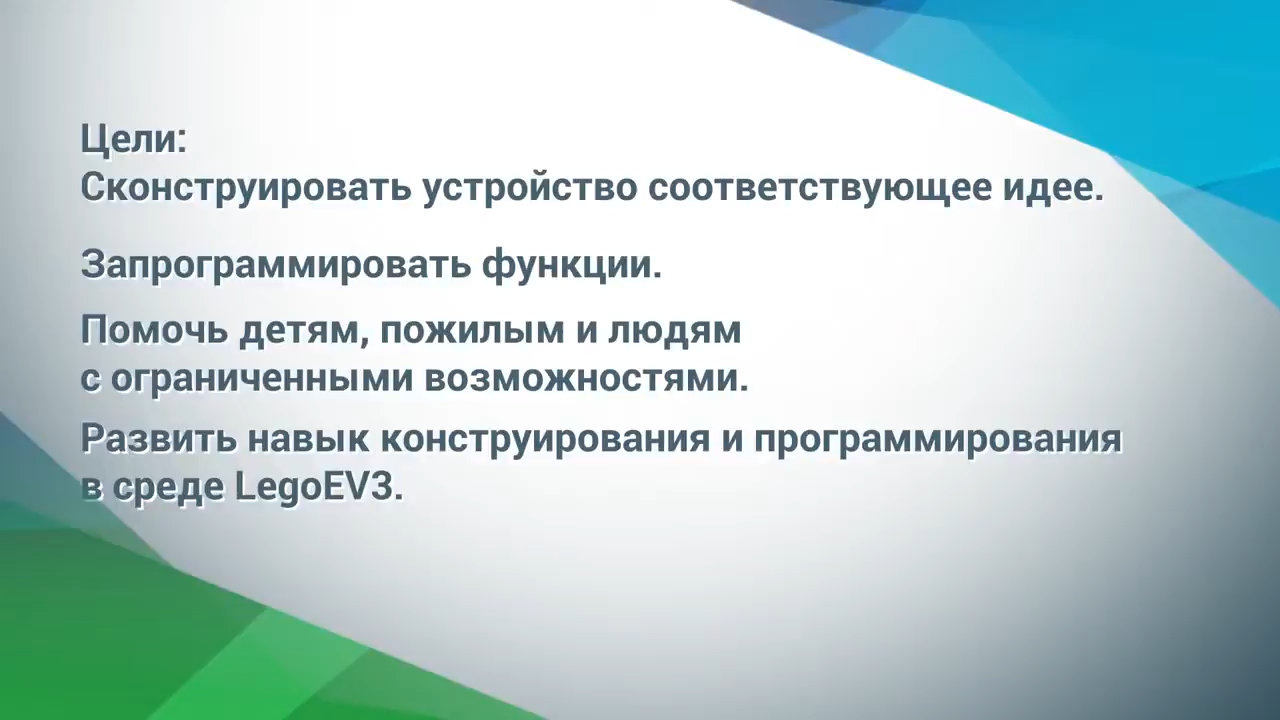 Цели:
Сконструировать устройство соответствующее идее.
Запрограммировать функции.
Помочь детям, пожилым и людям
с ограниченными возможностями.
Развить навык конструирования и программирования
в среде LegoEV3.